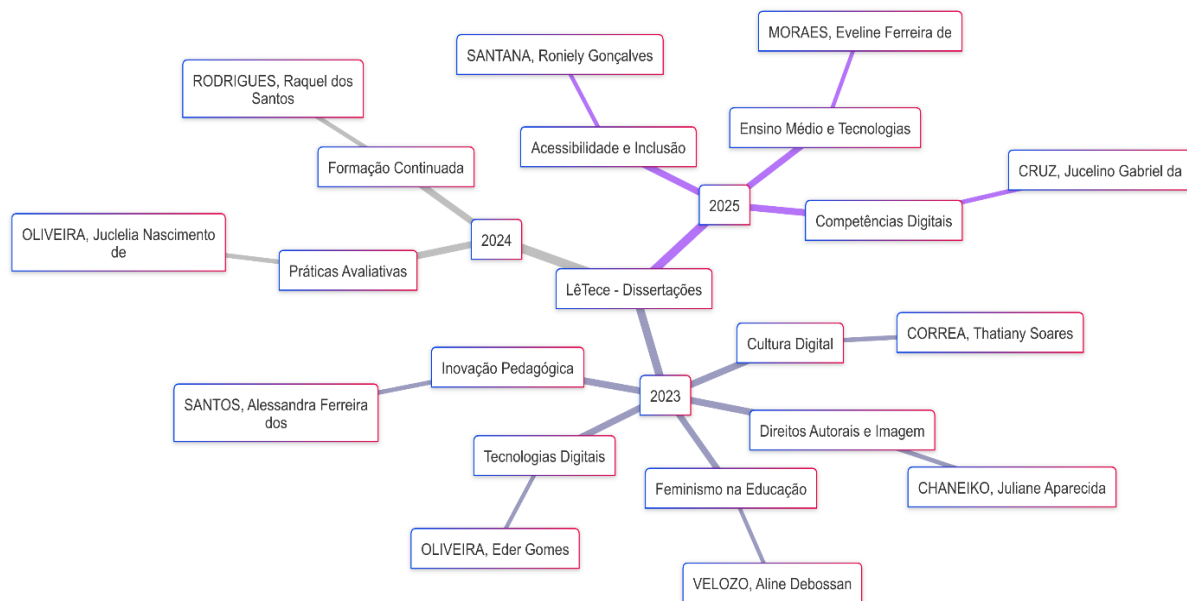 MORAES, Eveline Ferreira de
SANTANA, Roniely Gonçalves
RODRIGUES, Raquel dos
Santos
Ensino Médio e Tecnologias
Acessibilidade e Inclusão
Formação Continuada
CRUZ, Jucelino Gabriel da
2025
Competências Digitais
OLIVEIRA, Juclelia Nascimento
de
2024
Práticas Avaliativas
LêTece - Dissertações
CORREA, Thatiany Soares
Cultura Digital
Inovação Pedagógica
2023
SANTOS, Alessandra Ferreira
dos
Direitos Autorais e Imagem
Tecnologias Digitais
Feminismo na Educação
CHANEIKO, Juliane Aparecida
OLIVEIRA, Eder Gomes
VELOZO, Aline Debossan